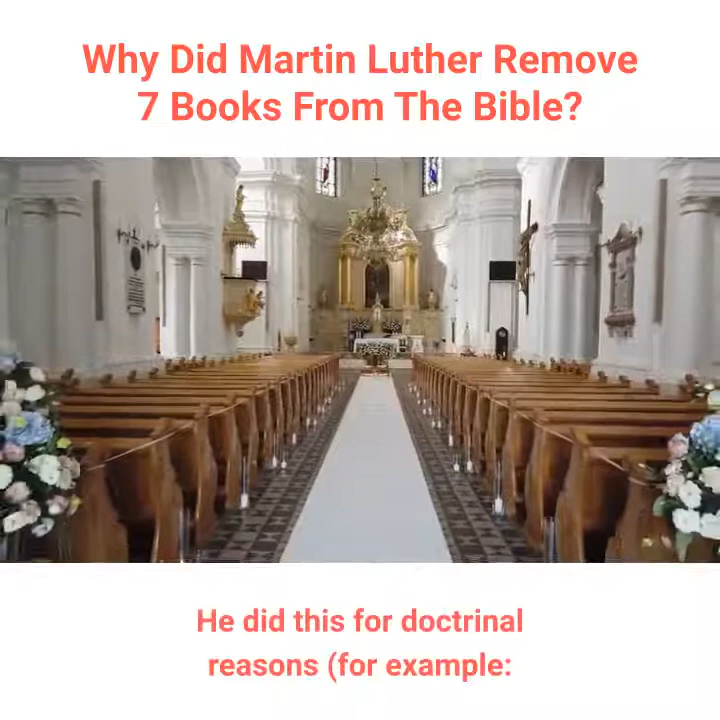 Why Did Martin Luther Remove
7 Books From The Bible?
He did this for doctrinal
reasons (for example: